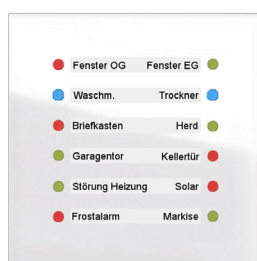 Fenster OG Fenster EG
Waschm. Trockner
Briefkasten Herd
Garagentor Kellertür
Störung Heizung Solar
Frostalarm Markise